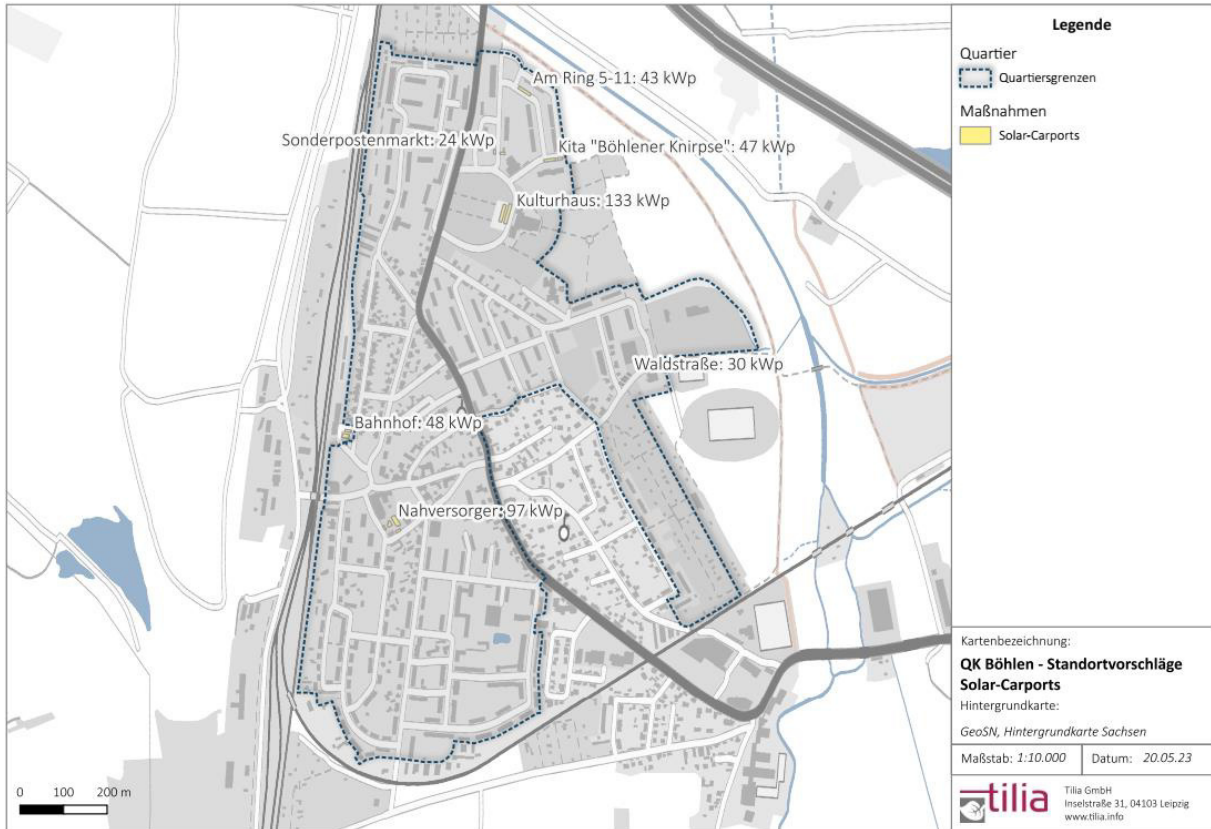 Am Ring 5-11: 43 kWp
Sonderpostenmarkt: 24 kWp
Kita "Böhlener Knirpse": 47 kWp
Kulturhaus: 133 kWp
Waldstraße: 30 kWp
Bahnhof: 48 kWp
Nahversorger: 97 kWp
0 100 200 m
Legende
Quartier
Quartiersgrenzen
Maßnahmen
Solar-Carports
Kartenbezeichnung:
QK Böhlen - Standortvorschläge
Solar-Carports
Hintergrundkarte:
GeoSN, Hintergrundkarte Sachsen
Maßstab: 1:10.000
Datum: 20.05.23
tilia
Tilia GmbH
Inselstraße 31, 04103 Leipzig
www.tilia.info